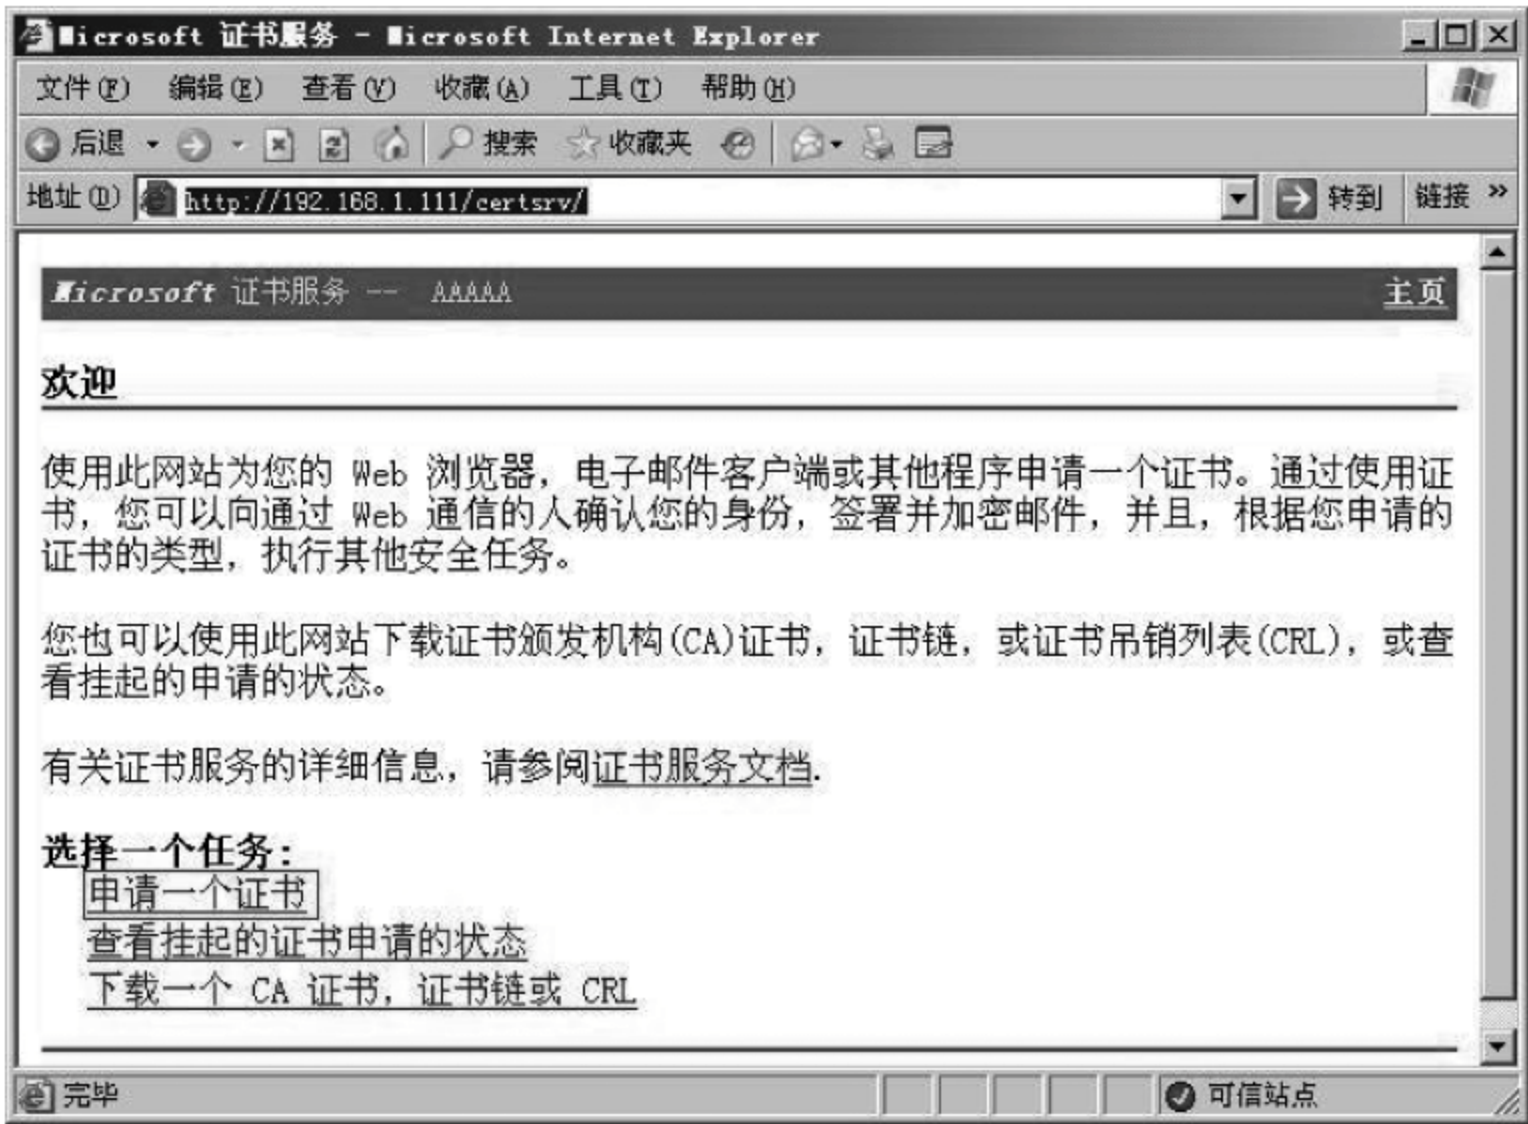 Microsoft 证书服务 - Microsoft Internet Explorer
文件(F) 编辑(E) 查看(V) 收藏(A) 工具(T) 帮助(H)
后退 搜索 收藏夹
地址(D) http://192.168.1.111/certsrv/ 转到 链接 »
Microsoft 证书服务 -- AAAAA 主页
欢迎
使用此网站为您的 Web 浏览器，电子邮件客户端或其他程序申请一个证书。通过使用证
书，您可以向通过 Web 通信的人确认您的身份，签署并加密邮件，并且，根据您申请的
证书的类型，执行其他安全任务。
您也可以使用此网站下载证书颁发机构(CA)证书，证书链，或证书吊销列表(CRL)，或查
看挂起的申请的状态。
有关证书服务的详细信息，请参阅证书服务文档.
选择一个任务:
申请一个证书
查看挂起的证书申请的状态
下载一个 CA 证书，证书链或 CRL
完毕 可信站点